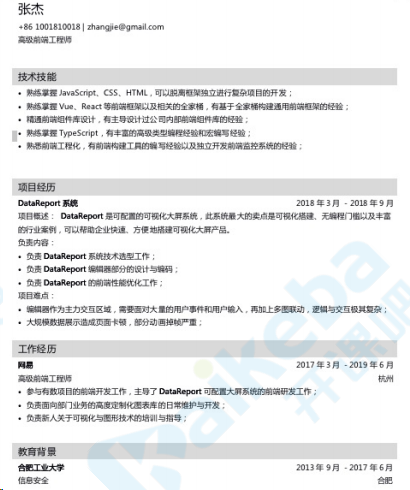 张杰
+86 1001810018 | zhangjie@gmail.com
高级前端工程师
技术技能
• 熟练掌握 JavaScript、CSS、HTML，可以脱离框架独立进行复杂项目的开发；
• 熟练掌握 Vue、React 等前端框架以及相关的全家桶，有基于全家桶构建通用前端框架的经验；
• 精通前端组件库设计，有主导设计过公司内部前端组件库的经验；
• 熟练掌握 TypeScript，有丰富的高级类型编程经验和宏编写经验；
• 熟悉前端工程化，有前端构建工具的编写经验以及独立开发前端监控系统的经验；
项目经历
DataReport 系统 2018 年 3 月 - 2018 年 9 月
项目概述： DataReport 是可配置的可视化大屏系统，此系统最大的卖点是可视化搭建、无编程门槛以及丰富
的行业案例，可以帮助企业快速、方便地搭建可视化大屏产品。
负责内容：
• 负责 DataReport 系统技术选型工作；
• 负责 DataReport 编辑器部分的设计与编码；
• 负责 DataReport 的前端性能优化工作；
项目难点：
• 编辑器作为主力交互区域，需要面对大量的用户事件和用户输入，再加上多图联动，逻辑与交互极其复杂；
• 大规模数据展示造成页面卡顿，部分动画掉帧严重；
工作经历
网易 2017 年 3 月 - 2019 年 6 月
高级前端工程师 杭州
• 参与有数项目的前端开发工作，主导了 DataReport 可配置大屏系统的前端研发工作；
• 负责面向部门业务的高度定制化图表库的日常维护与开发；
• 负责新人关于可视化与图形技术的培训与指导；
教育背景
合肥工业大学 2013 年 9 月 - 2017 年 6 月
信息安全 合肥
Kaikeba
开课吧